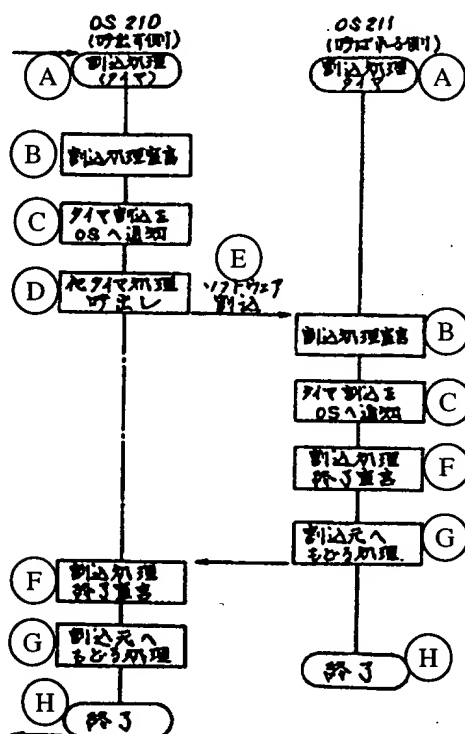 OS 210
(呼出す側)
A
割込処理
(タイマ)
B
割込処理宣言
C
タイマ割込を
OSへ通知
D
他タイマ処理
呼出し
E
ソフトウェア
割込
F
割込処理
終了宣言
G
割込元へ
もどる処理
H
終了
OS 211
(呼ばれる側)
割込処理
タイマ
A
割込処理宣言
B
タイマ割込を
OSへ通知
C
割込処理
終了宣言
F
割込元へ
もどる処理.
G
終了
H